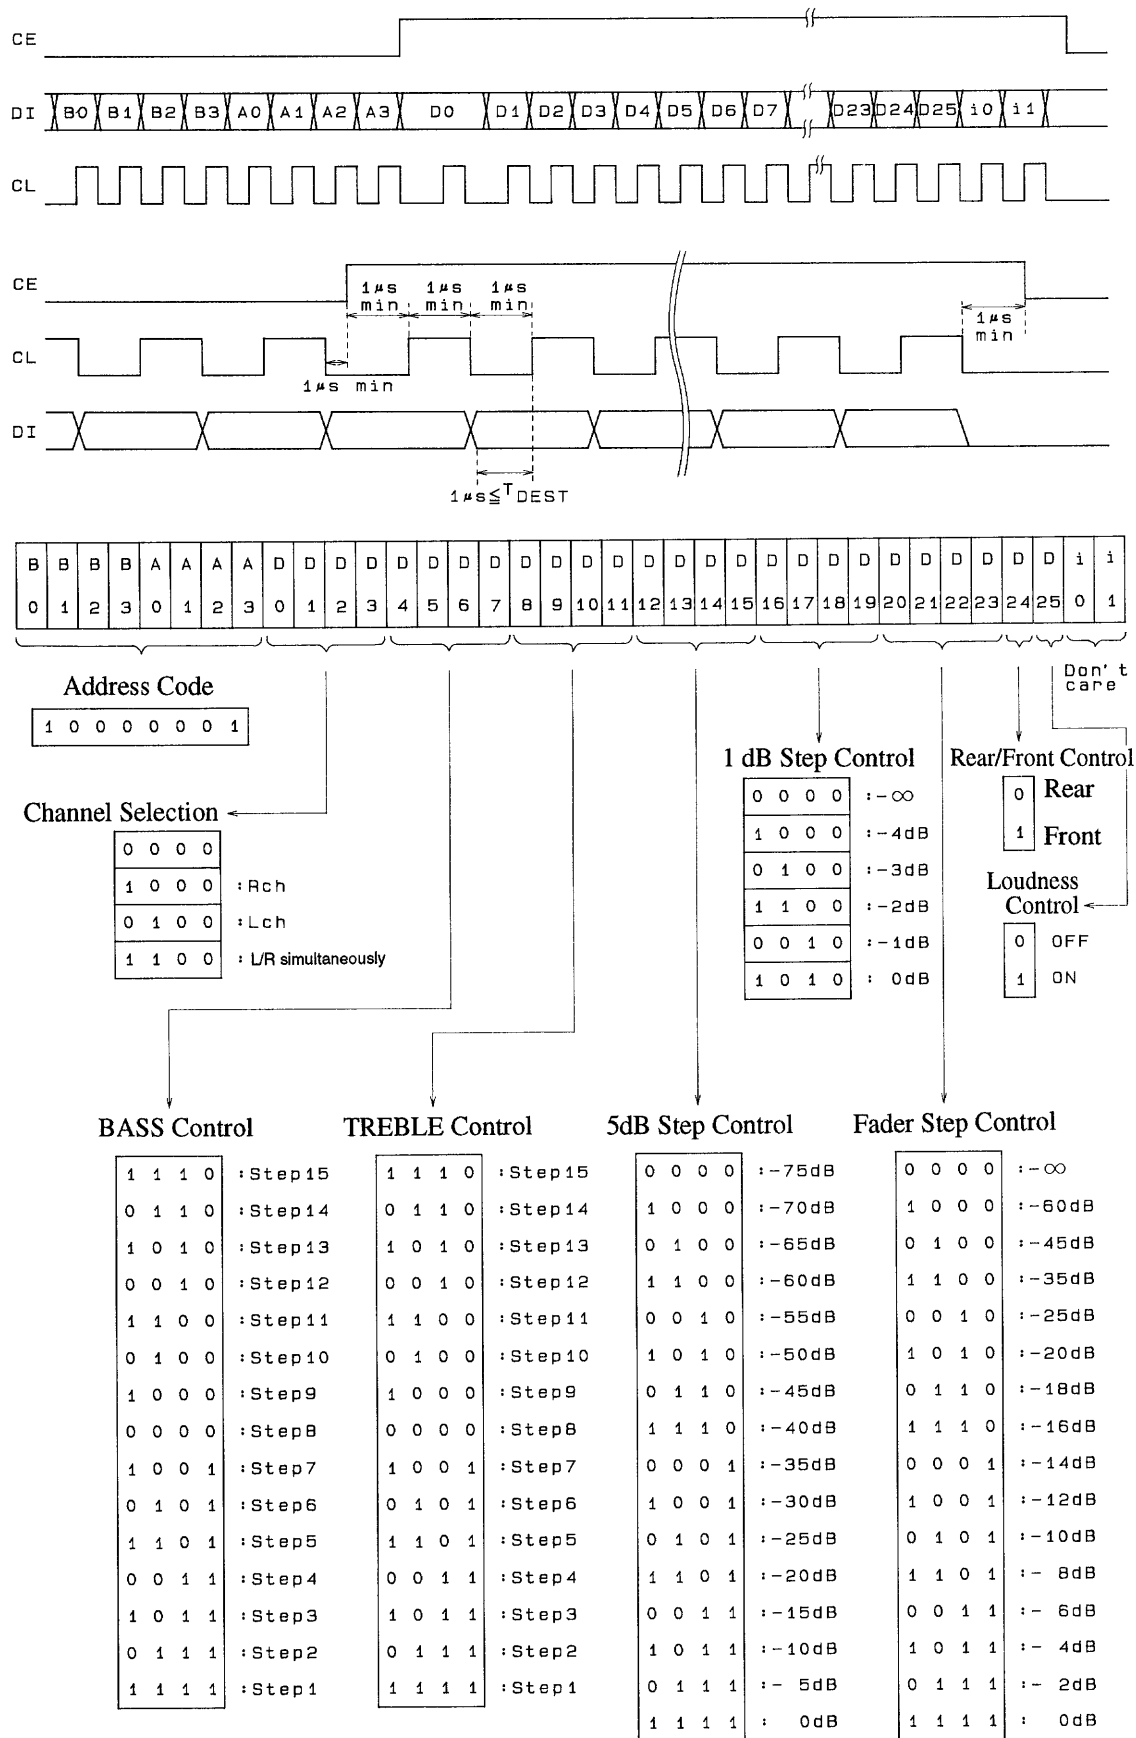 CE
DI B0 B1 B2 B3 A0 A1 A2 A3 D0 D1 D2 D3 D4 D5 D6 D7 D23 D24 D25 i0 i1
CL
CE
1μs min 1μs min 1μs min
1μs min
CL
1μs min
DI
1μs≦TDEST
B B B B A A A A D D D D D D D D D D D D D D D D D D D D D D D D D D i i
0 1 2 3 0 1 2 3 0 1 2 3 4 5 6 7 8 9 10 11 12 13 14 15 16 17 18 19 20 21 22 23 24 25 0 1
Don't care
Address Code
1 0 0 0 0 0 0 1
Channel Selection
0 0 0 0
1 0 0 0 :Rch
0 1 0 0 :Lch
1 1 0 0 : L/R simultaneously
1 dB Step Control
0 0 0 0 :-∞
1 0 0 0 :-4dB
0 1 0 0 :-3dB
1 1 0 0 :-2dB
0 0 1 0 :-1dB
1 0 1 0 : 0dB
Rear/Front Control
0 Rear
1 Front
Loudness
Control
0 OFF
1 ON
BASS Control
1 1 1 0 :Step15
0 1 1 0 :Step14
1 0 1 0 :Step13
0 0 1 0 :Step12
1 1 0 0 :Step11
0 1 0 0 :Step10
1 0 0 0 :Step9
0 0 0 0 :Step8
1 0 0 1 :Step7
0 1 0 1 :Step6
1 1 0 1 :Step5
0 0 1 1 :Step4
1 0 1 1 :Step3
0 1 1 1 :Step2
1 1 1 1 :Step1
TREBLE Control
1 1 1 0 :Step15
0 1 1 0 :Step14
1 0 1 0 :Step13
0 0 1 0 :Step12
1 1 0 0 :Step11
0 1 0 0 :Step10
1 0 0 0 :Step9
0 0 0 0 :Step8
1 0 0 1 :Step7
0 1 0 1 :Step6
1 1 0 1 :Step5
0 0 1 1 :Step4
1 0 1 1 :Step3
0 1 1 1 :Step2
1 1 1 1 :Step1
5dB Step Control
0 0 0 0 :-75dB
1 0 0 0 :-70dB
0 1 0 0 :-65dB
1 1 0 0 :-60dB
0 0 1 0 :-55dB
1 0 1 0 :-50dB
0 1 1 0 :-45dB
1 1 1 0 :-40dB
0 0 0 1 :-35dB
1 0 0 1 :-30dB
0 1 0 1 :-25dB
1 1 0 1 :-20dB
0 0 1 1 :-15dB
1 0 1 1 :-10dB
0 1 1 1 :- 5dB
1 1 1 1 : 0dB
Fader Step Control
0 0 0 0 :-∞
1 0 0 0 :-60dB
0 1 0 0 :-45dB
1 1 0 0 :-35dB
0 0 1 0 :-25dB
1 0 1 0 :-20dB
0 1 1 0 :-18dB
1 1 1 0 :-16dB
0 0 0 1 :-14dB
1 0 0 1 :-12dB
0 1 0 1 :-10dB
1 1 0 1 :- 8dB
0 0 1 1 :- 6dB
1 0 1 1 :- 4dB
0 1 1 1 :- 2dB
1 1 1 1 : 0dB